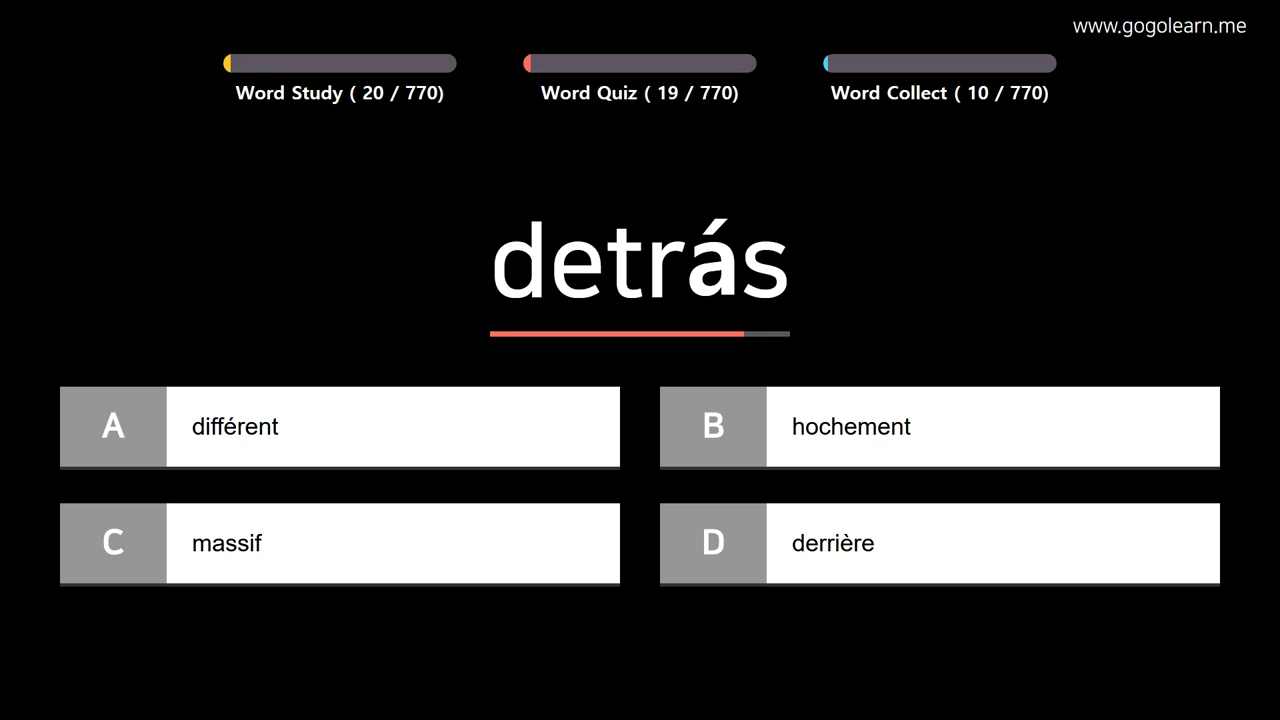 www.gogolearn.me
Word Study ( 20 / 770)
Word Quiz ( 19 / 770)
Word Collect ( 10 / 770)
detrás
A différent
B hochement
C massif
D derrière